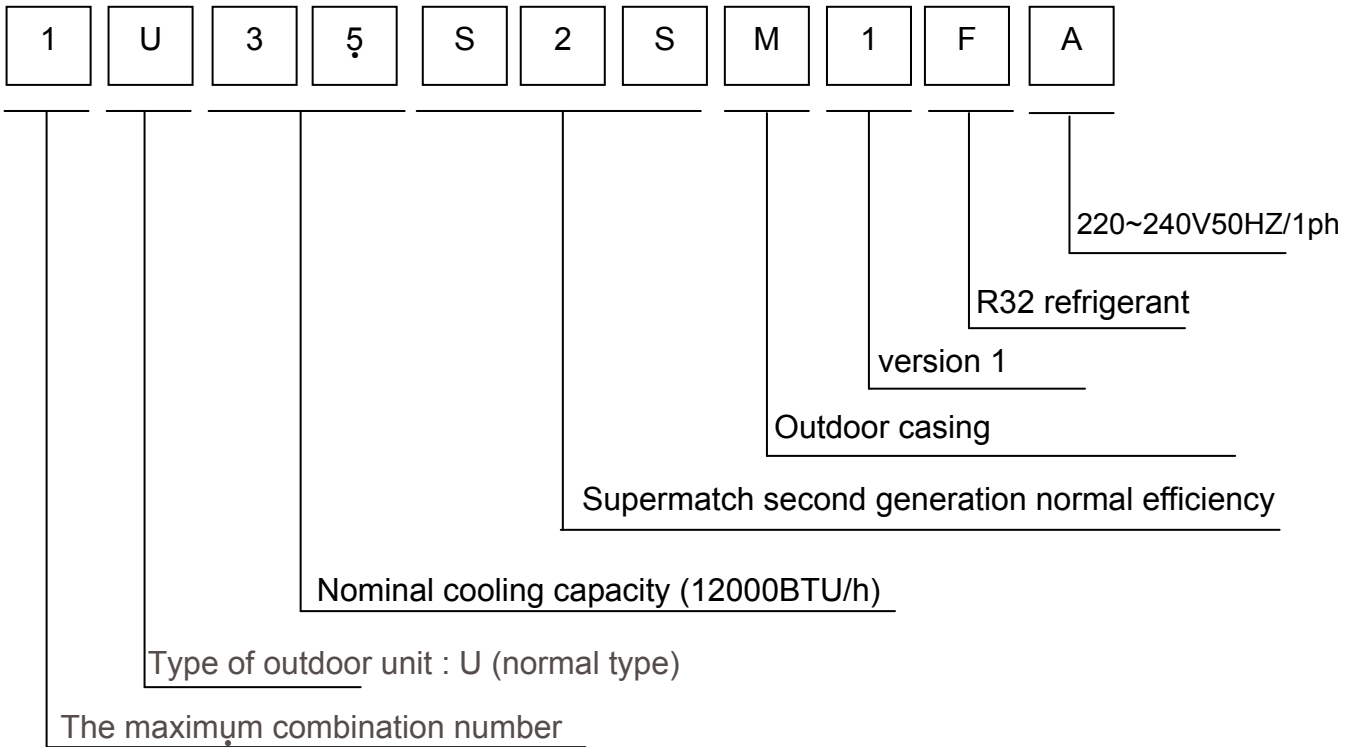 1 U 3 5 S 2 S M 1 F A
220~240V50HZ/1ph
R32 refrigerant
version 1
Outdoor casing
Supermatch second generation normal efficiency
Nominal cooling capacity (12000BTU/h)
Type of outdoor unit : U (normal type)
The maximum combination number